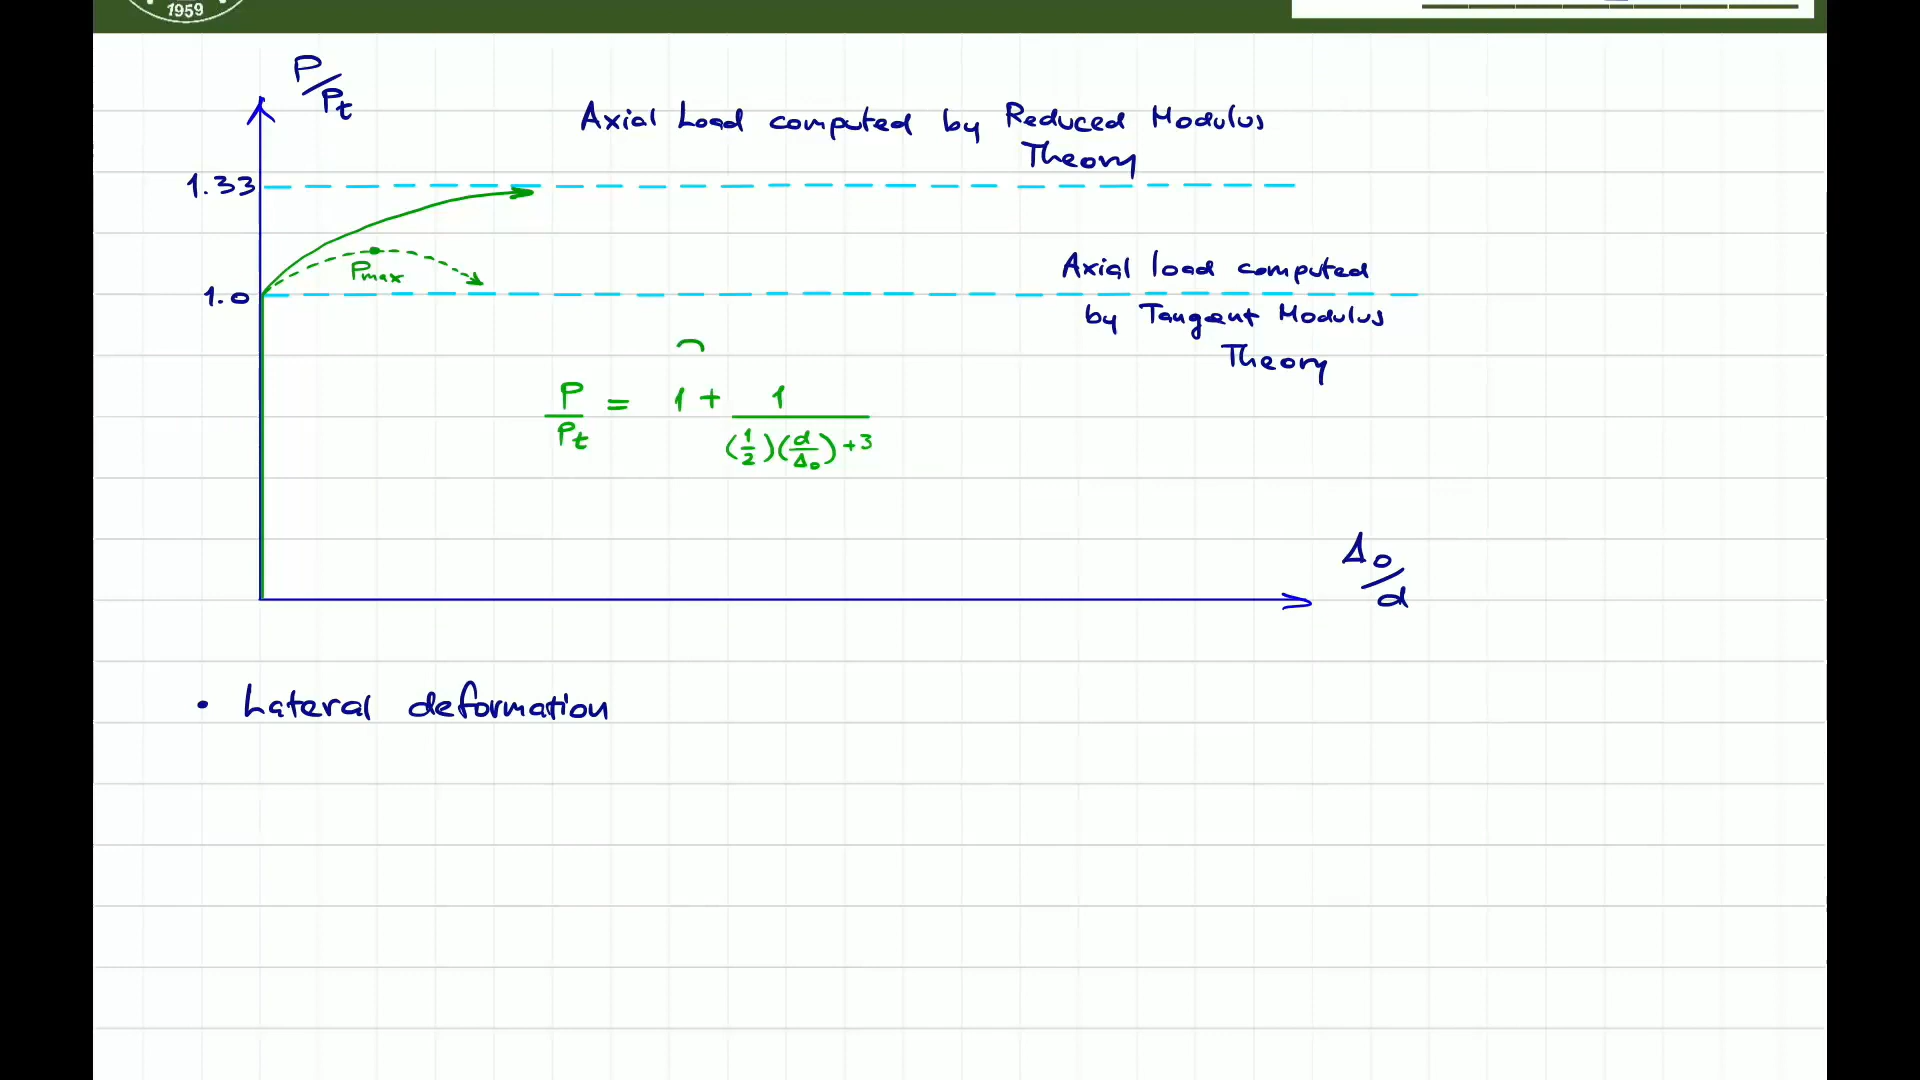 1959
P/Pt
Axial Load computed by Reduced Modulus
Theory
1.33
Pmax
Axial load computed
1.0
by Tangent Modulus
Theory
P/Pt = 1 + 1/((1/2)(d/Δo) + 3)
Δo/d
• Lateral deformation